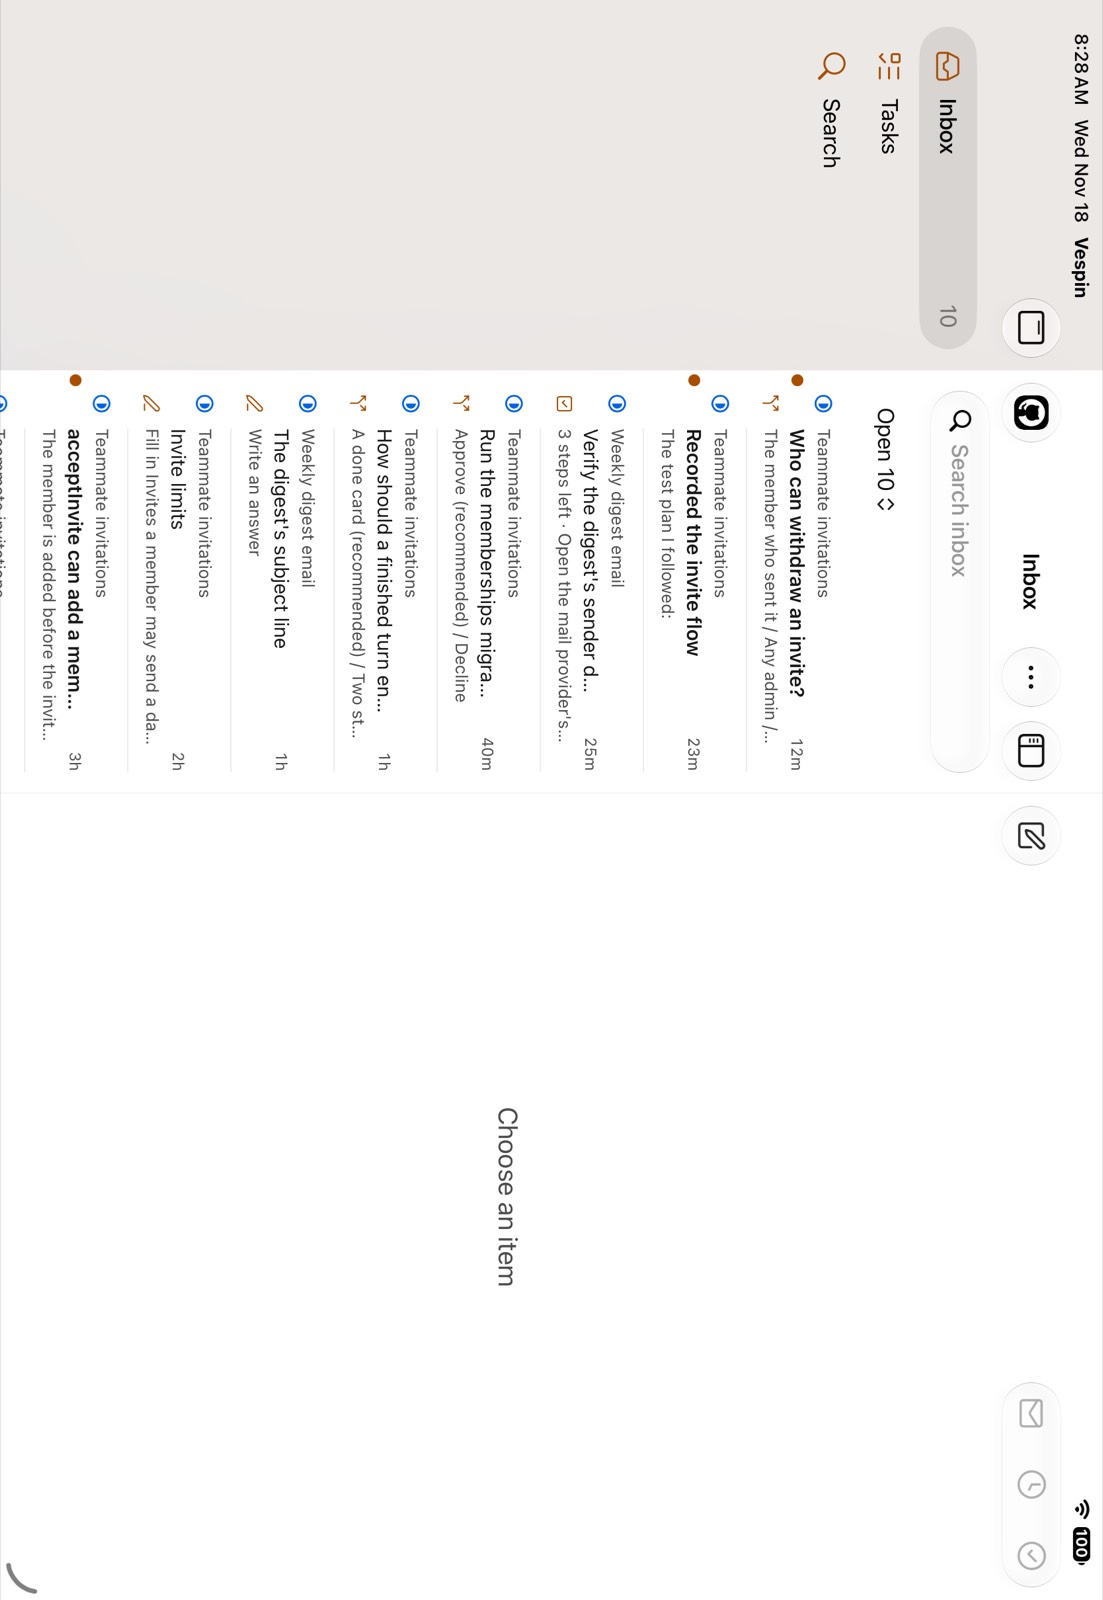 8:28 AM Wed Nov 18 Vespin
100
Inbox 10
Tasks
Search
Inbox
Search inbox
Open 10
Teammate invitations
Who can withdraw an invite? 12m
The member who sent it / Any admin /...
Teammate invitations
Recorded the invite flow 23m
The test plan I followed:
Weekly digest email
Verify the digest's sender d... 25m
3 steps left · Open the mail provider's...
Teammate invitations
Run the memberships migra... 40m
Approve (recommended) / Decline
Teammate invitations
How should a finished turn en... 1h
A done card (recommended) / Two st...
Weekly digest email
The digest's subject line 1h
Write an answer
Teammate invitations
Invite limits 2h
Fill in Invites a member may send a da...
Teammate invitations
acceptInvite can add a mem... 3h
The member is added before the invit...
Teammate invitations
Choose an item